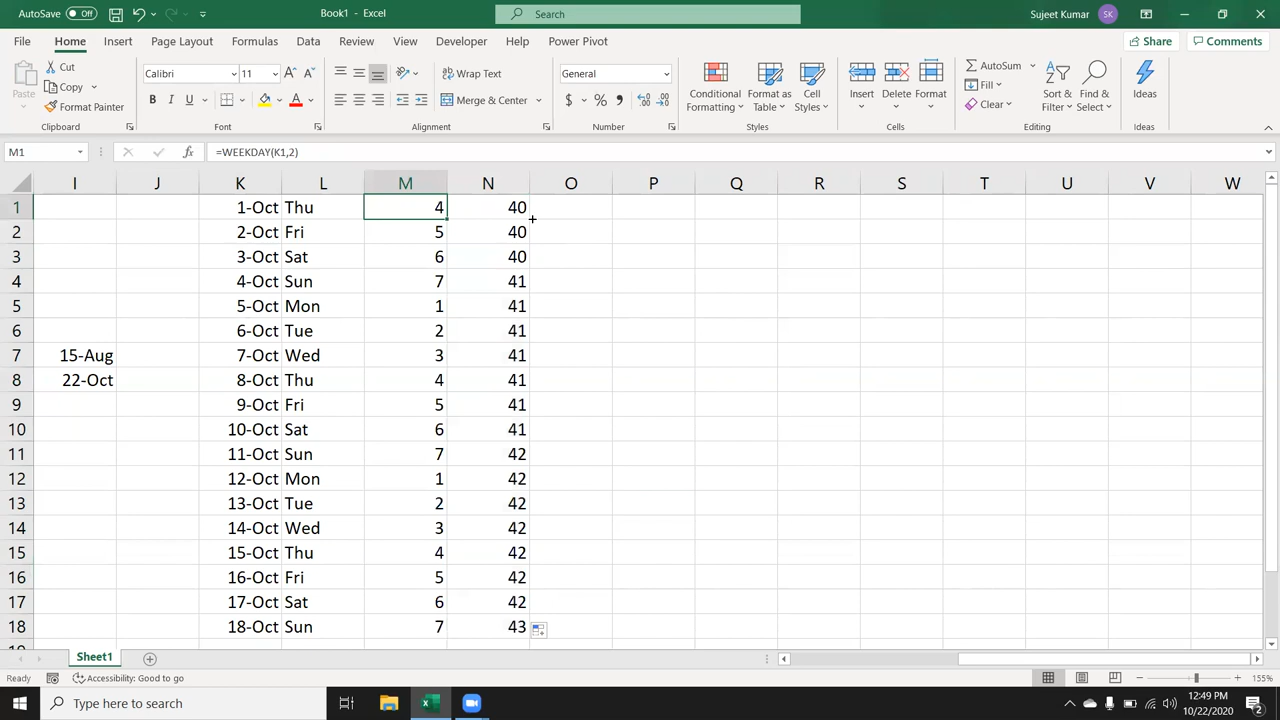 AutoSave Off Book1 - Excel Search Sujeet Kumar SK
File Home Insert Page Layout Formulas Data Review View Developer Help Power Pivot Share Comments
Paste Cut Copy Format Painter Calibri 11 B I U A Wrap Text Merge & Center General $ % , Conditional Formatting Format as Table Cell Styles Insert Delete Format AutoSum Fill Clear Sort & Filter Find & Select Ideas
Clipboard Font Alignment Number Styles Cells Editing Ideas
M1 fx =WEEKDAY(K1,2)
I J K L M N O P Q R S T U V W
1 1-Oct Thu 4 40
2 2-Oct Fri 5 40
3 3-Oct Sat 6 40
4 4-Oct Sun 7 41
5 5-Oct Mon 1 41
6 6-Oct Tue 2 41
7 15-Aug 7-Oct Wed 3 41
8 22-Oct 8-Oct Thu 4 41
9 9-Oct Fri 5 41
10 10-Oct Sat 6 41
11 11-Oct Sun 7 42
12 12-Oct Mon 1 42
13 13-Oct Tue 2 42
14 14-Oct Wed 3 42
15 15-Oct Thu 4 42
16 16-Oct Fri 5 42
17 17-Oct Sat 6 42
18 18-Oct Sun 7 43
Sheet1
Ready Accessibility: Good to go 155%
Type here to search 12:49 PM
10/22/2020 2